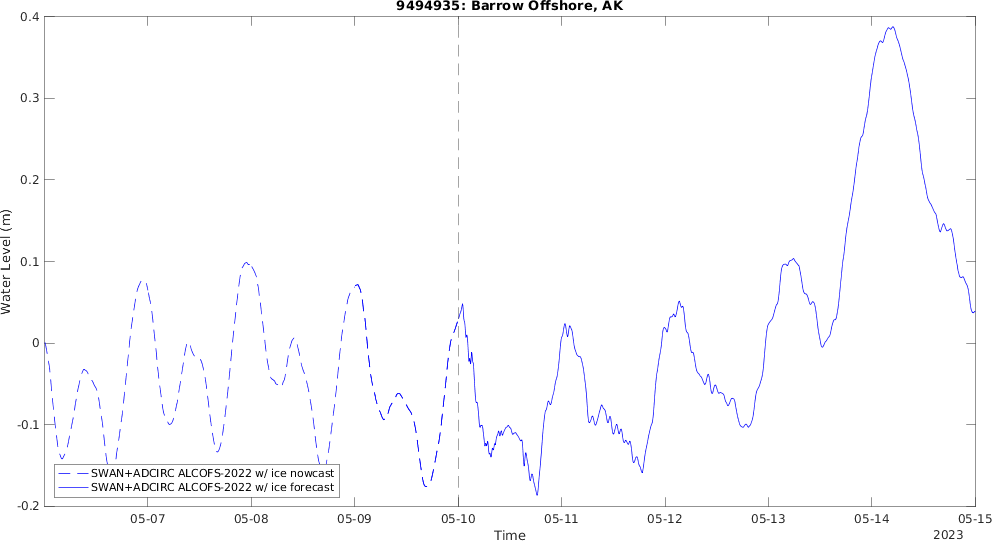 9494935: Barrow Offshore, AK
Water Level (m)
0.4
0.3
0.2
0.1
0
-0.1
-0.2
SWAN+ADCIRC ALCOFS-2022 w/ ice nowcast
SWAN+ADCIRC ALCOFS-2022 w/ ice forecast
05-07 05-08 05-09 05-10 05-11 05-12 05-13 05-14 05-15
Time
2023